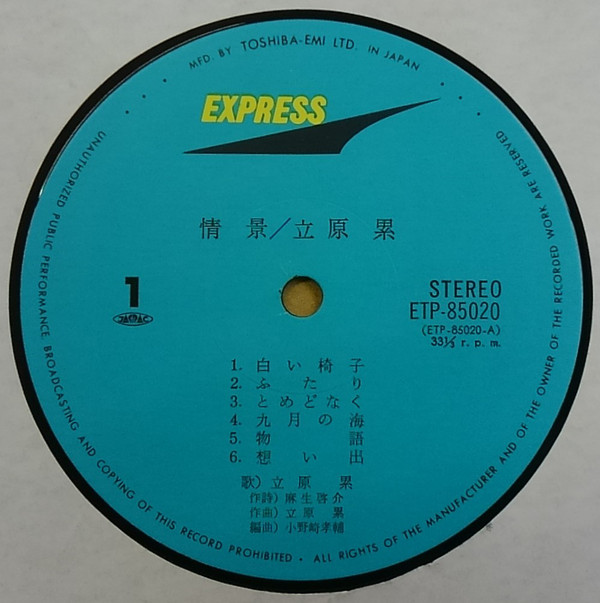 MFD. BY TOSHIBA-EMI LTD. IN JAPAN
EXPRESS
情景/立原累
1
JASRAC
STEREO
ETP-85020
(ETP-85020-A)
33⅓ r. p. m.
1. 白い椅子
2. ふたり
3. とめどなく
4. 九月の海
5. 物語
6. 想い出
歌) 立原累
作詩) 麻生啓介
作曲) 立原累
編曲) 小野崎孝輔
UNAUTHORIZED PUBLIC PERFORMANCE, BROADCASTING AND COPYING OF THIS RECORD PROHIBITED • ALL RIGHTS OF THE MANUFACTURER AND OF THE OWNER OF THE RECORDED WORK ARE RESERVED